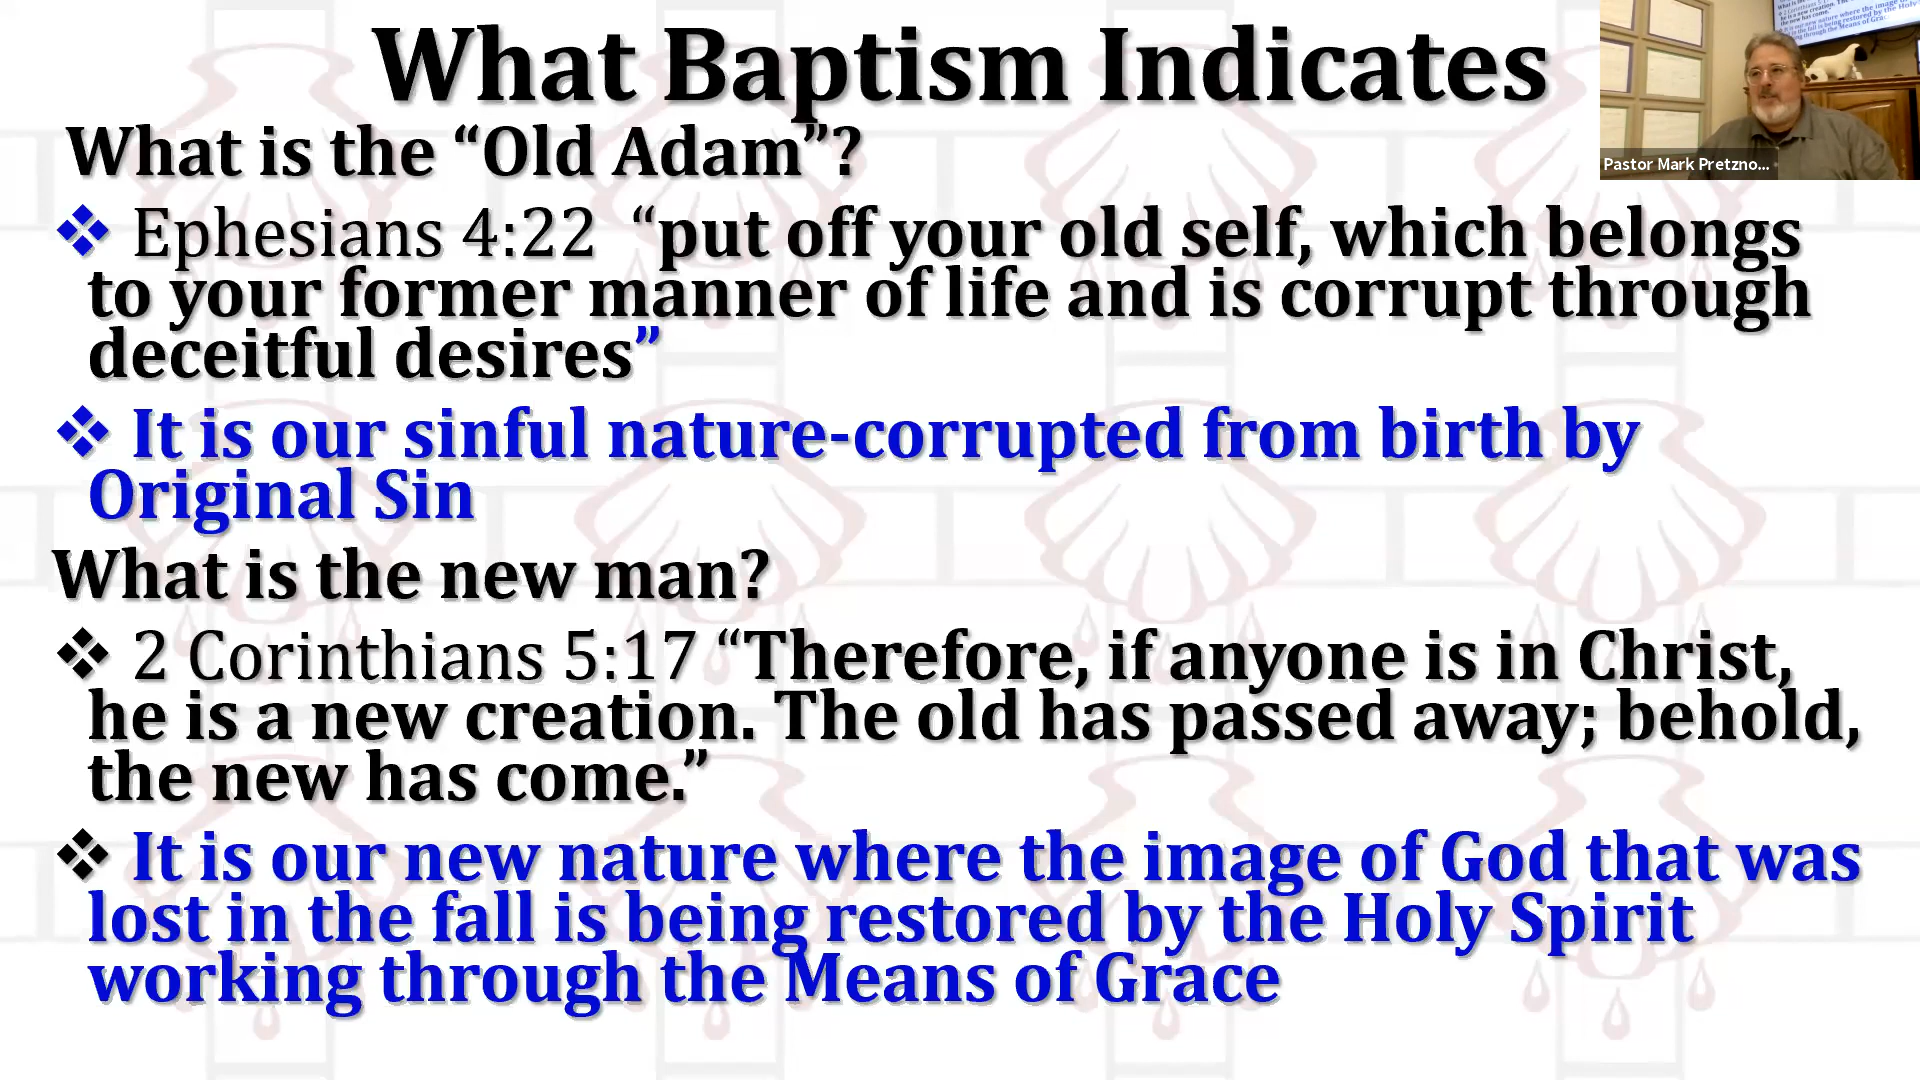 What Baptism Indicates
What is the “Old Adam”?
❖ Ephesians 4:22 “put off your old self, which belongs
to your former manner of life and is corrupt through
deceitful desires”
❖ It is our sinful nature-corrupted from birth by
Original Sin
What is the new man?
❖ 2 Corinthians 5:17 “Therefore, if anyone is in Christ,
he is a new creation. The old has passed away; behold,
the new has come.”
❖ It is our new nature where the image of God that was
lost in the fall is being restored by the Holy Spirit
working through the Means of Grace
Pastor Mark Pretzno...